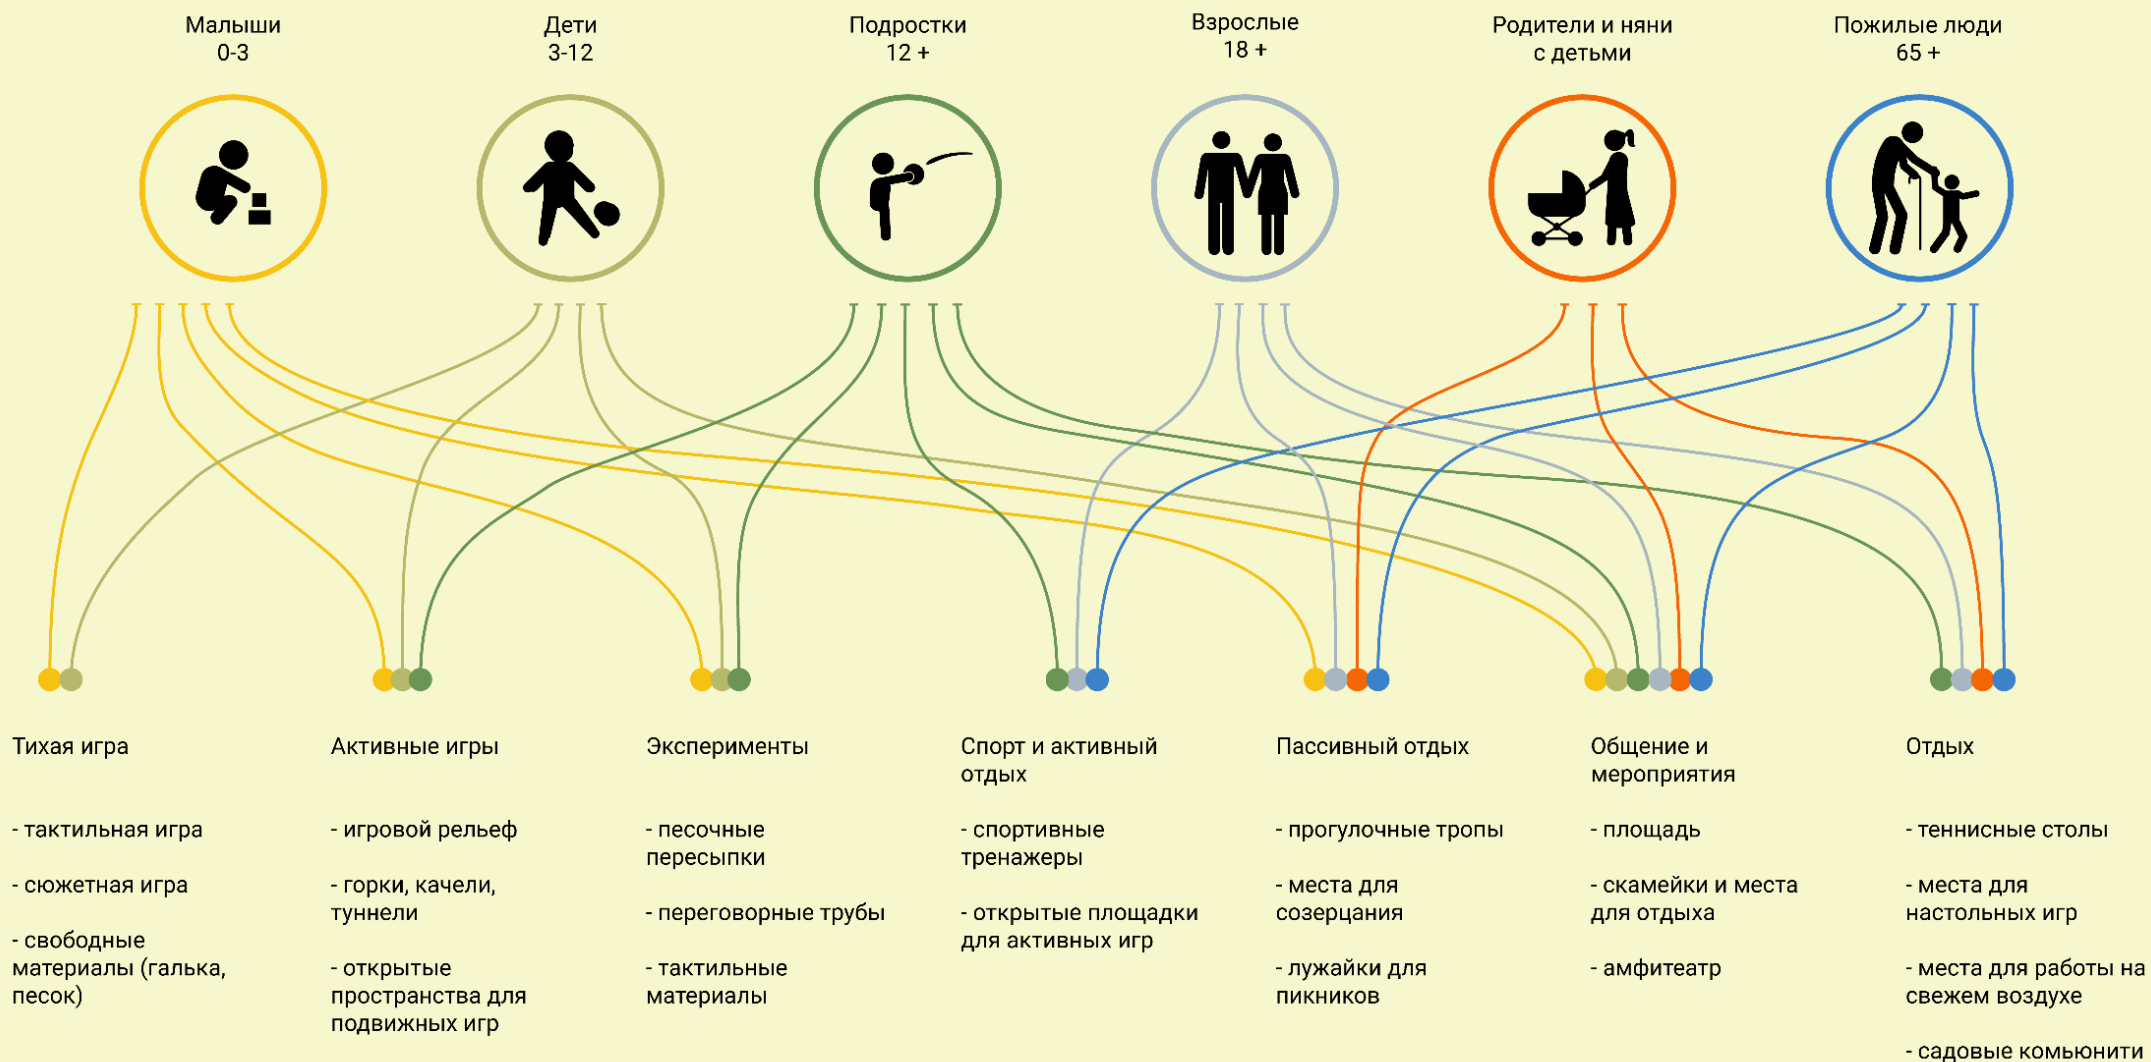 Малыши
0-3
Дети
3-12
Подростки
12 +
Взрослые
18 +
Родители и няни
с детьми
Пожилые люди
65 +
Тихая игра
- тактильная игра
- сюжетная игра
- свободные
материалы (галька,
песок)
Активные игры
- игровой рельеф
- горки, качели,
туннели
- открытые
пространства для
подвижных игр
Эксперименты
- песочные
пересыпки
- переговорные трубы
- тактильные
материалы
Спорт и активный
отдых
- спортивные
тренажеры
- открытые площадки
для активных игр
Пассивный отдых
- прогулочные тропы
- места для
созерцания
- лужайки для
пикников
Общение и
мероприятия
- площадь
- скамейки и места
для отдыха
- амфитеатр
Отдых
- теннисные столы
- места для
настольных игр
- места для работы на
свежем воздухе
- садовые комьюнити